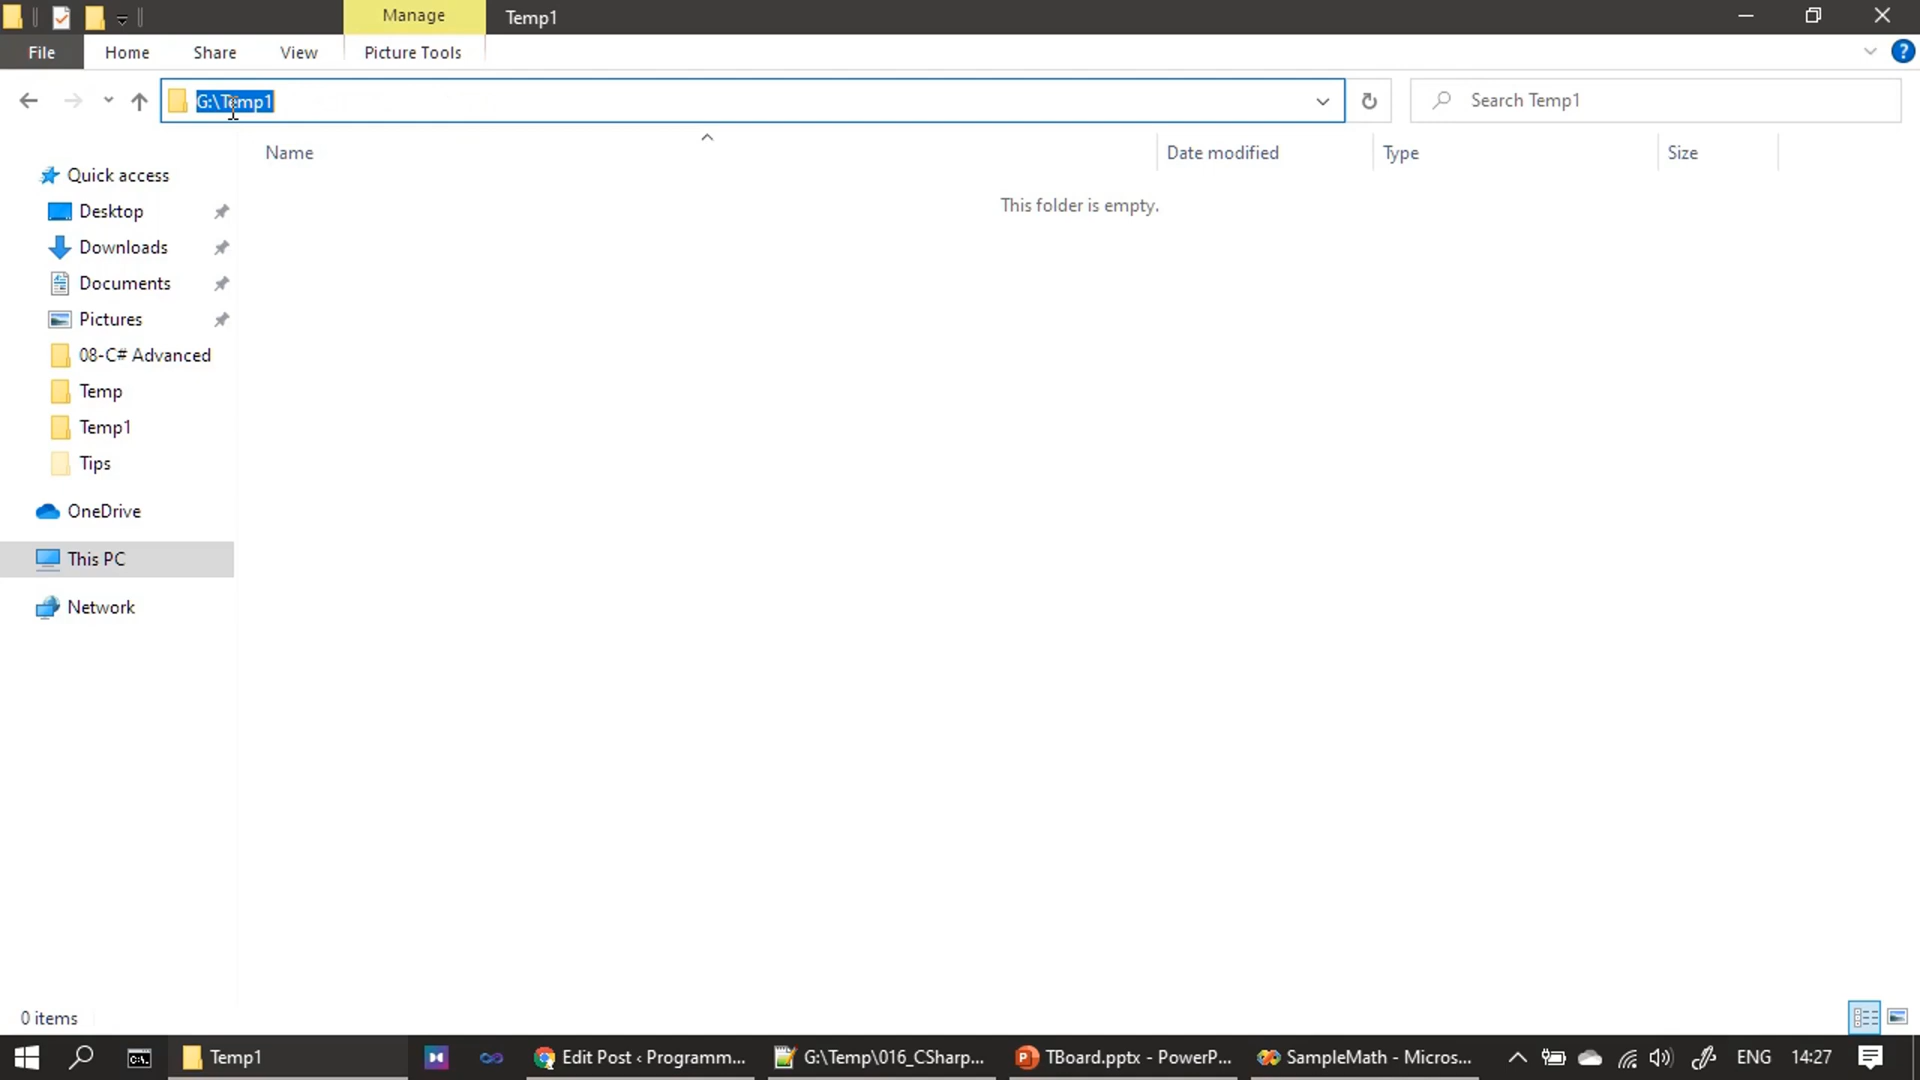 Manage
Temp1
File
Home
Share
View
Picture Tools
G:\Temp1
Search Temp1
Name
Date modified
Type
Size
This folder is empty.
Quick access
Desktop
Downloads
Documents
Pictures
08-C# Advanced
Temp
Temp1
Tips
OneDrive
This PC
Network
0 items
Temp1
Edit Post ‹ Programm...
G:\Temp\016_CSharp...
TBoard.pptx - PowerP...
SampleMath - Micros...
ENG
14:27